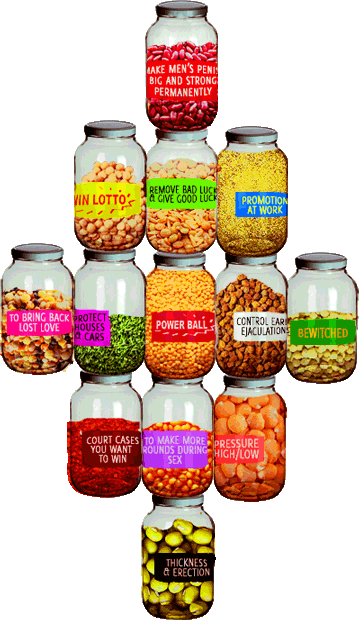 MAKE MEN'S PENIS
BIG AND STRONG
PERMANENTLY
WIN LOTTO
REMOVE BAD LUCK
& GIVE GOOD LUCK
PROMOTION
AT WORK
TO BRING BACK
LOST LOVE
PROTECT
HOUSES
& CARS
POWER BALL
CONTROL EARLY
EJACULATIONS
BEWITCHED
COURT CASES
YOU WANT
TO WIN
TO MAKE MORE
ROUNDS DURING
SEX
PRESSURE
HIGH/LOW
THICKNESS
& ERECTION